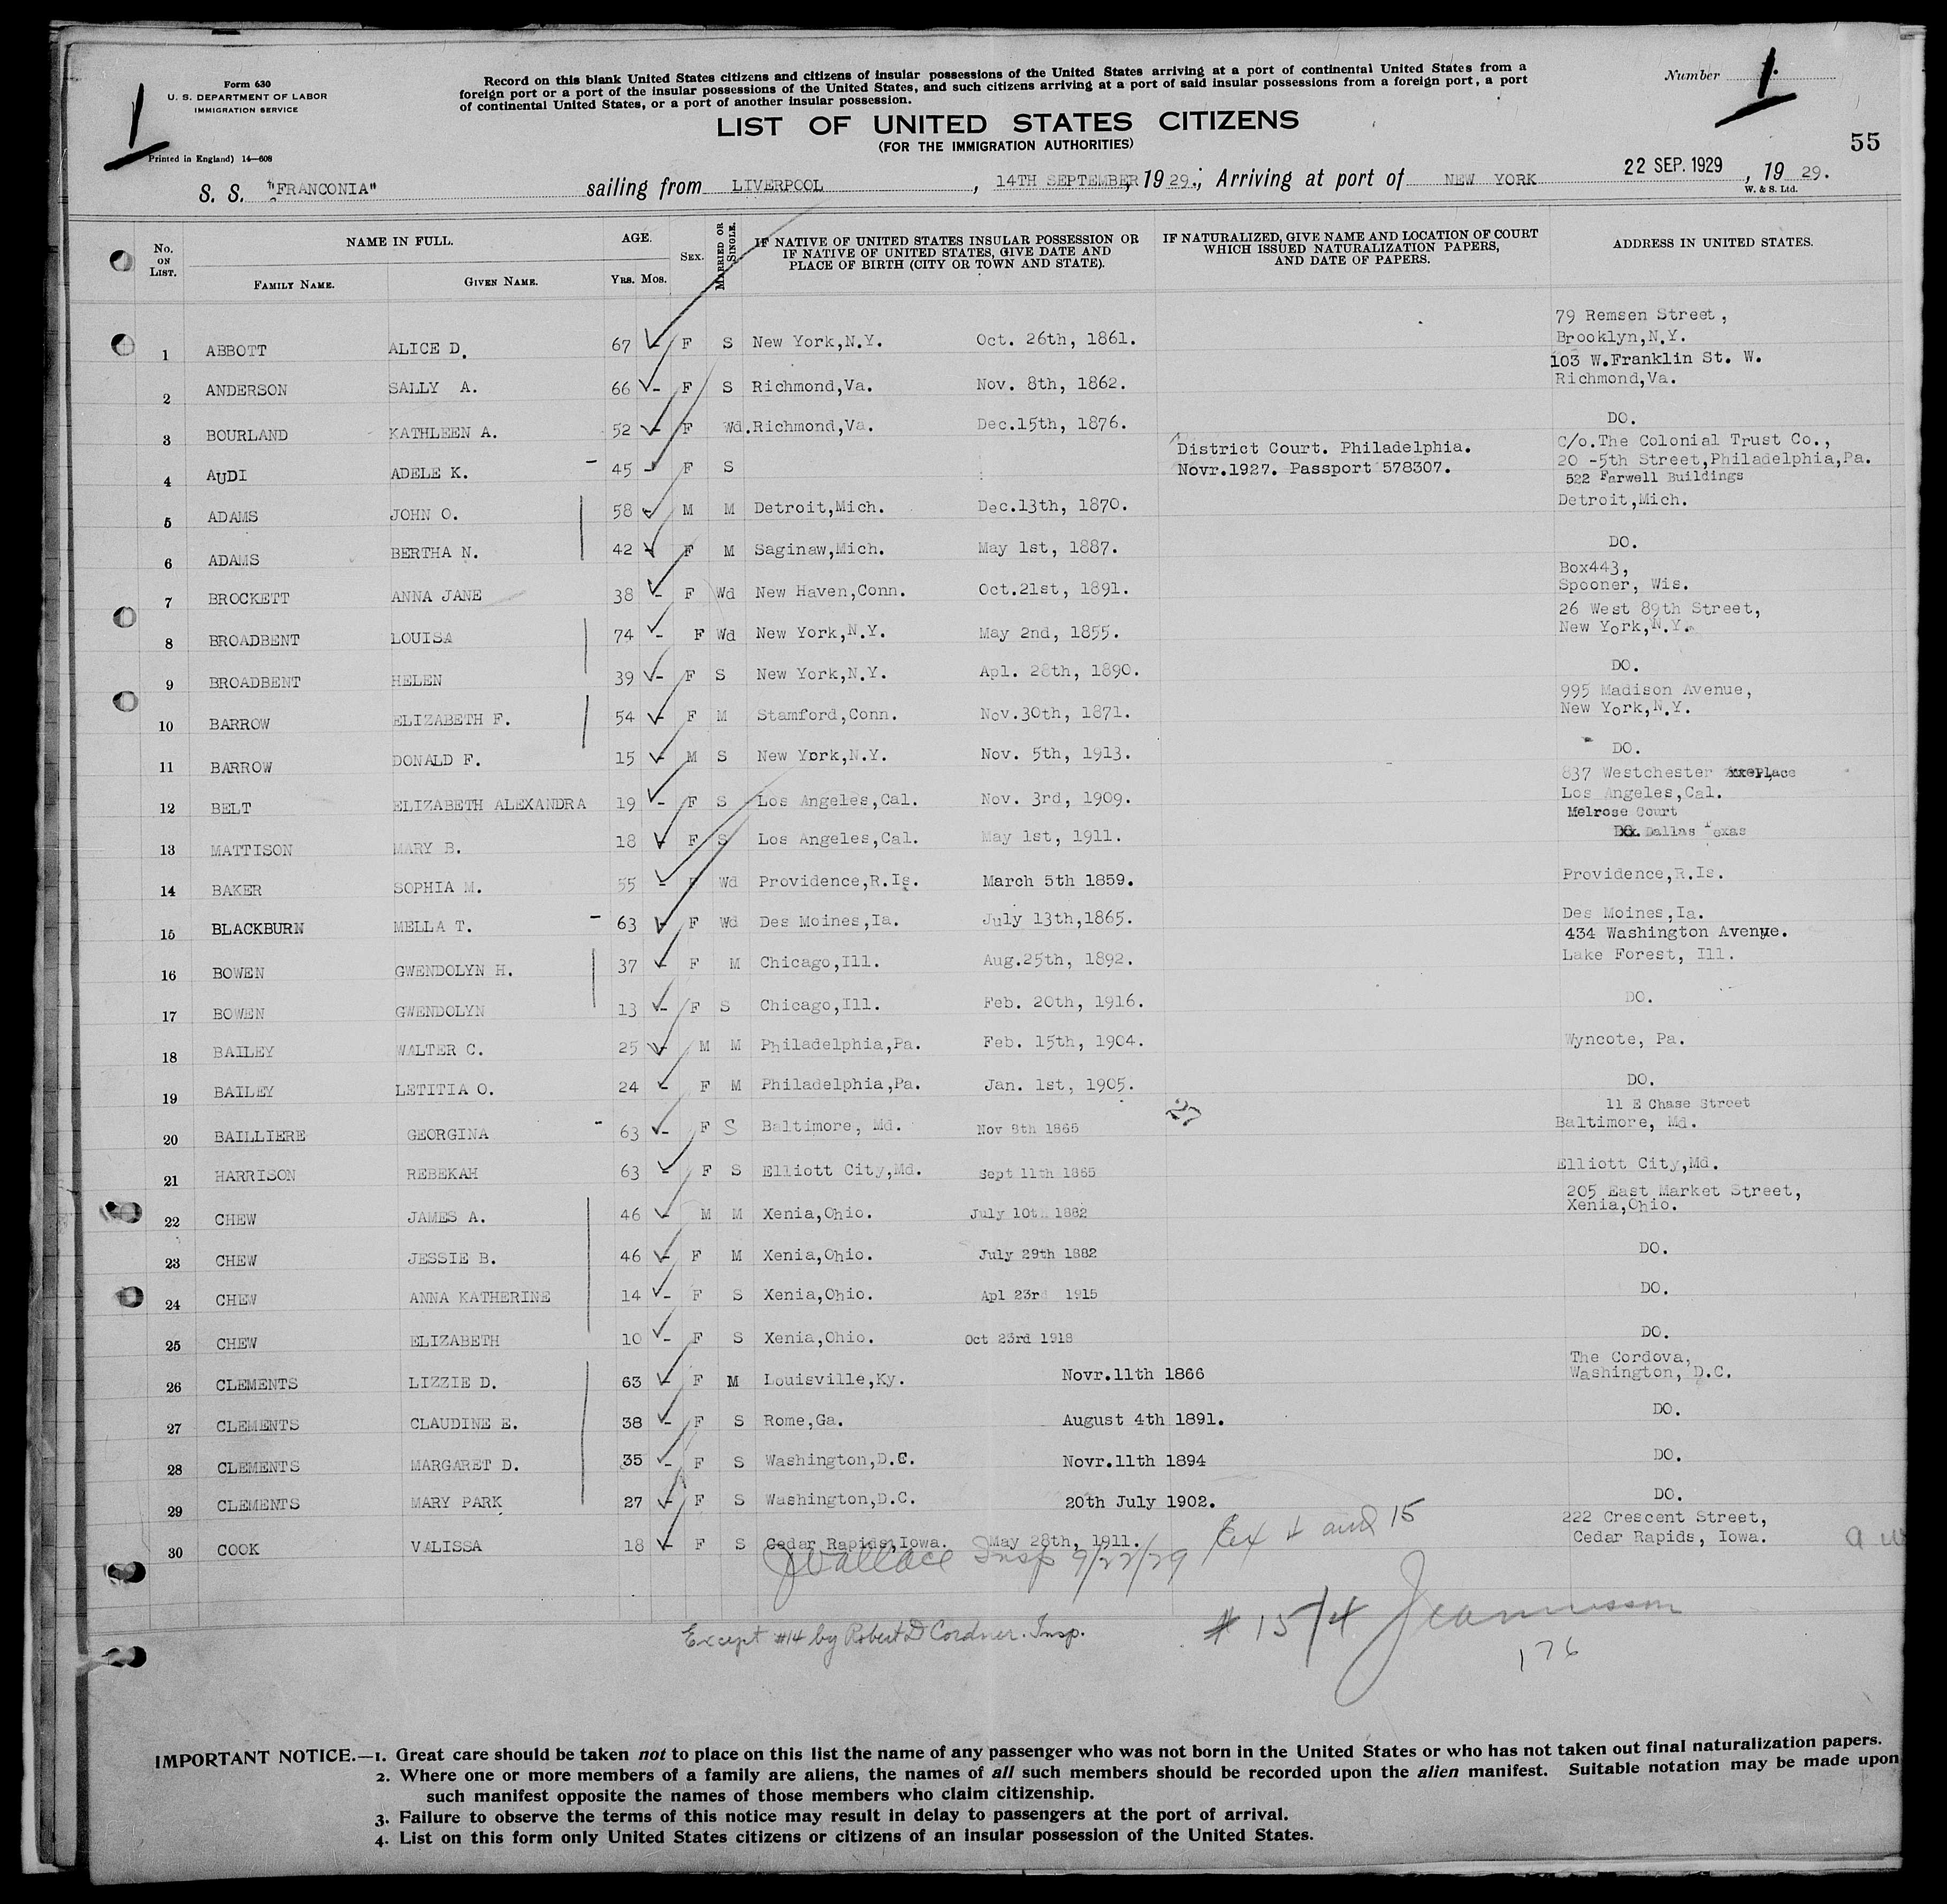 Form 630
U. S. DEPARTMENT OF LABOR
IMMIGRATION SERVICE
Printed in England) 14—608
1
Record on this blank United States citizens and citizens of insular possessions of the United States arriving at a port of continental United States from a
foreign port or a port of the insular possessions of the United States, and such citizens arriving at a port of said insular possessions from a foreign port, a port
of continental United States, or a port of another insular possession.
Number 1.
LIST OF UNITED STATES CITIZENS
(FOR THE IMMIGRATION AUTHORITIES)
55
S. S. "FRANCONIA" sailing from LIVERPOOL, 14TH SEPTEMBER, 19 29., Arriving at port of NEW YORK 22 SEP. 1929, 19 29.
W. & S. Ltd.
No. ON LIST. NAME IN FULL. FAMILY NAME. GIVEN NAME. AGE. YRS. MOS. SEX. MARRIED OR SINGLE. IF NATIVE OF UNITED STATES INSULAR POSSESSION OR IF NATIVE OF UNITED STATES, GIVE DATE AND PLACE OF BIRTH (CITY OR TOWN AND STATE). IF NATURALIZED, GIVE NAME AND LOCATION OF COURT WHICH ISSUED NATURALIZATION PAPERS, AND DATE OF PAPERS. ADDRESS IN UNITED STATES.
1 ABBOTT ALICE D. 67 F S New York,N.Y. Oct. 26th, 1861. 79 Remsen Street, Brooklyn,N.Y.
2 ANDERSON SALLY A. 66 - F S Richmond,Va. Nov. 8th, 1862. 103 W.Franklin St. W. Richmond,Va.
3 BOURLAND KATHLEEN A. 52 - F Wd. Richmond,Va. Dec.15th, 1876. DO.
4 AUDI ADELE K. - 45 - F S District Court. Philadelphia. Novr.1927. Passport 578307. C/o.The Colonial Trust Co., 20 -5th Street,Philadelphia,Pa.
5 ADAMS JOHN O. 58 - M M Detroit,Mich. Dec.13th, 1870. 522 Farwell Buildings Detroit,Mich.
6 ADAMS BERTHA N. 42 - F M Saginaw,Mich. May 1st, 1887. DO.
7 BROCKETT ANNA JANE 38 - F Wd New Haven,Conn. Oct.21st, 1891. Box443, Spooner, Wis.
8 BROADBENT LOUISA 74 - F Wd New York,N.Y. May 2nd, 1855. 26 West 89th Street, New York,N.Y.
9 BROADBENT HELEN 39 - F S New York,N.Y. Apl. 28th, 1890. DO.
10 BARROW ELIZABETH F. 54 - F M Stamford,Conn. Nov.30th, 1871. 995 Madison Avenue, New York,N.Y.
11 BARROW DONALD F. 15 - M S New York,N.Y. Nov. 5th, 1913. DO.
12 BELT ELIZABETH ALEXANDRA 19 - F S Los Angeles,Cal. Nov. 3rd, 1909. 837 Westchester Place Los Angeles,Cal.
13 MATTISON MARY B. 18 - F S Los Angeles,Cal. May 1st, 1911. Melrose Court Dallas Texas
14 BAKER SOPHIA M. 55 - F Wd Providence,R.Is. March 5th 1859. Providence,R.Is.
15 BLACKBURN MELLA T. - 63 - F Wd Des Moines,Ia. July 13th,1865. Des Moines,Ia. 434 Washington Avenue.
16 BOWEN GWENDOLYN H. 37 - F M Chicago,Ill. Aug.25th, 1892. Lake Forest, Ill.
17 BOWEN GWENDOLYN 13 - F S Chicago,Ill. Feb. 20th, 1916. DO.
18 BAILEY WALTER C. 25 - M M Philadelphia,Pa. Feb. 15th, 1904. Wyncote, Pa.
19 BAILEY LETITIA O. 24 - F M Philadelphia,Pa. Jan. 1st, 1905. DO.
27
20 BAILLIERE GEORGINA - 63 - F S Baltimore, Md. Nov 8th 1865 11 E Chase Street Baltimore, Md.
21 HARRISON REBEKAH 63 - F S Elliott City,Md. Sept 11th 1865 Elliott City,Md.
22 CHEW JAMES A. 46 - M M Xenia,Ohio. July 10th 1882 205 East Market Street, Xenia,Ohio.
23 CHEW JESSIE B. 46 - F M Xenia,Ohio. July 29th 1882 DO.
24 CHEW ANNA KATHERINE 14 - F S Xenia,Ohio. Apl 23rd 1915 DO.
25 CHEW ELIZABETH 10 - F S Xenia,Ohio. Oct 23rd 1918 DO.
26 CLEMENTS LIZZIE D. 63 - F M Louisville,Ky. Novr.11th 1866 The Cordova, Washington, D.C.
27 CLEMENTS CLAUDINE E. 38 - F S Rome,Ga. August 4th 1891. DO.
28 CLEMENTS MARGARET D. 35 - F S Washington,D.C. Novr.11th 1894 DO.
29 CLEMENTS MARY PARK 27 - F S Washington,D.C. 20th July 1902. DO.
30 COOK VALISSA 18 - F S Cedar Rapids,Iowa. May 28th, 1911. 222 Crescent Street, Cedar Rapids, Iowa.
JWallace Insp 9/22/29 Ex 4 and 15
Except #14 by Robert D Cordner. Insp.
# 15/4
176
IMPORTANT NOTICE.—1. Great care should be taken not to place on this list the name of any passenger who was not born in the United States or who has not taken out final naturalization papers.
2. Where one or more members of a family are aliens, the names of all such members should be recorded upon the alien manifest. Suitable notation may be made upon
such manifest opposite the names of those members who claim citizenship.
3. Failure to observe the terms of this notice may result in delay to passengers at the port of arrival.
4. List on this form only United States citizens or citizens of an insular possession of the United States.